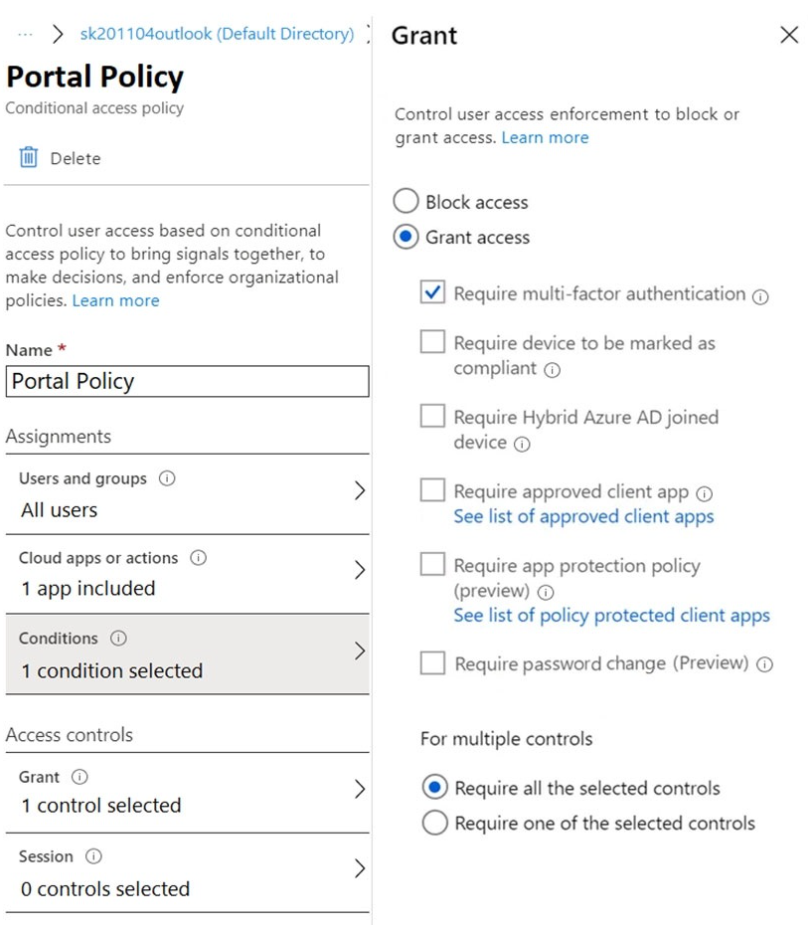 ... > sk201104outlook (Default Directory) >
Portal Policy
Conditional access policy
Delete
Control user access based on conditional
access policy to bring signals together, to
make decisions, and enforce organizational
policies. Learn more
Name *
Portal Policy
Assignments
Users and groups
All users
Cloud apps or actions
1 app included
Conditions
1 condition selected
Access controls
Grant
1 control selected
Session
0 controls selected
Grant
Control user access enforcement to block or
grant access. Learn more
Block access
Grant access
Require multi-factor authentication
Require device to be marked as
compliant
Require Hybrid Azure AD joined
device
Require approved client app
See list of approved client apps
Require app protection policy
(preview)
See list of policy protected client apps
Require password change (Preview)
For multiple controls
Require all the selected controls
Require one of the selected controls